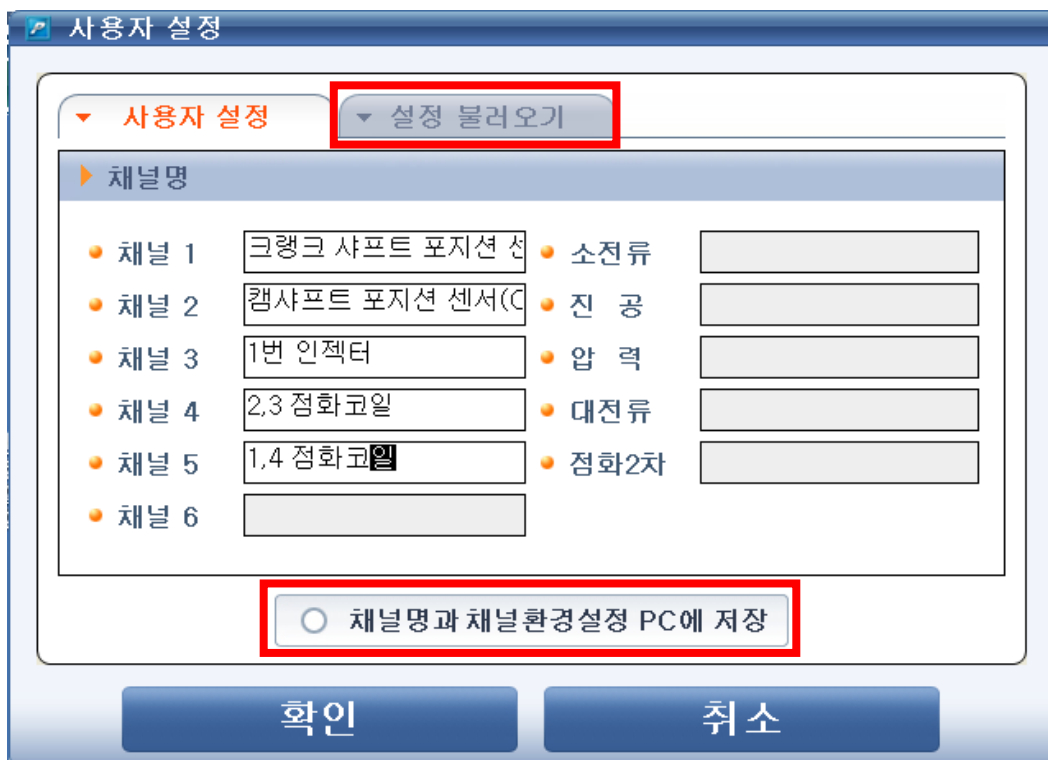 사용자 설정
사용자 설정
설정 불러오기
채널명
채널 1 크랭크 샤프트 포지션 소전류
채널 2 캠샤프트 포지션 센서(C 진 공
채널 3 1번 인젝터 압 력
채널 4 2,3 점화코일 대전류
채널 5 1,4 점화코일 점화2차
채널 6
채널명과 채널환경설정 PC에 저장
확인 취소